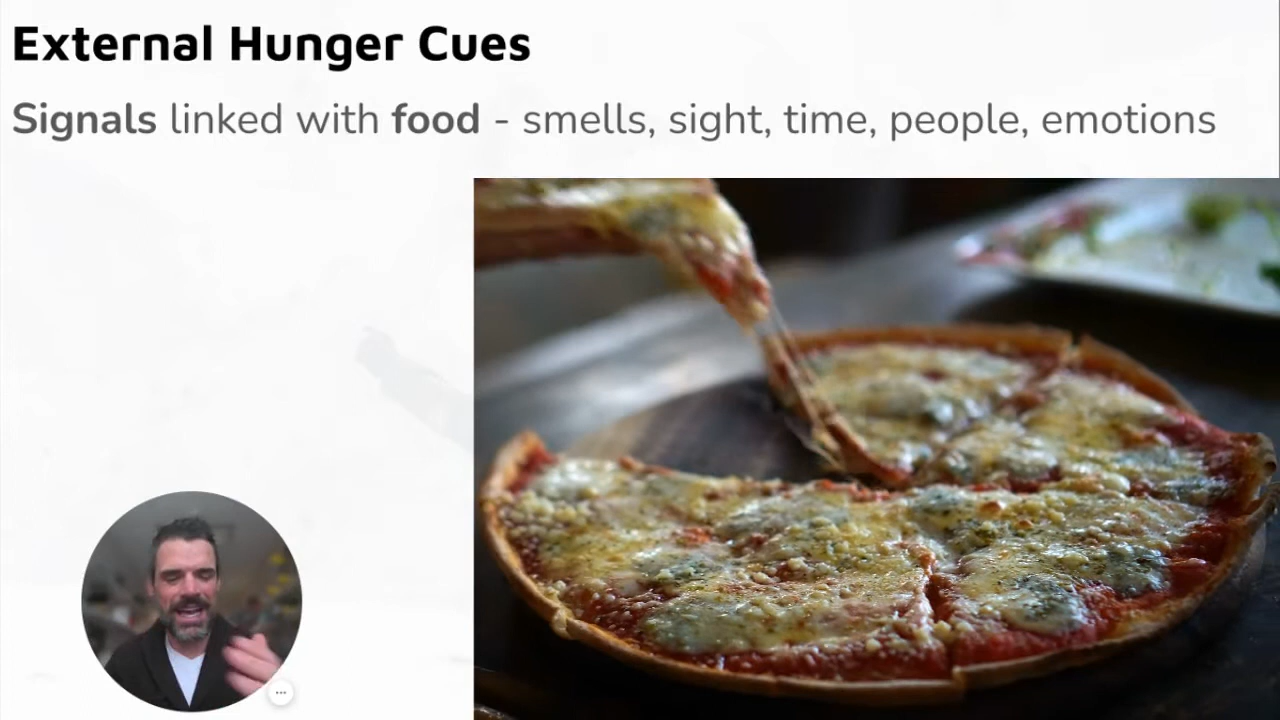 External Hunger Cues
Signals linked with food - smells, sight, time, people, emotions